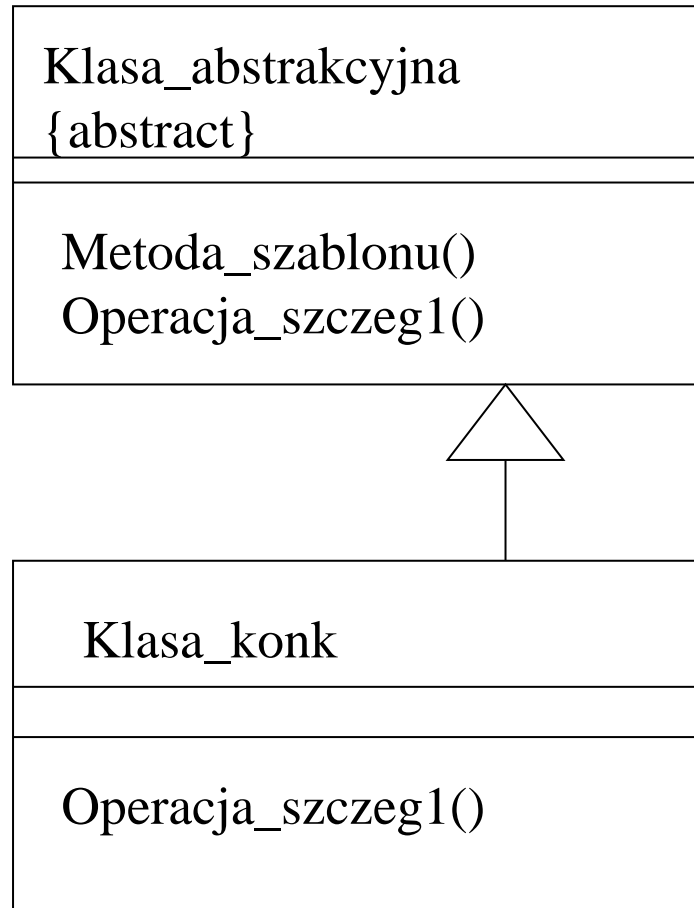 Klasa_abstrakcyjna
{abstract}
Metoda_szablonu()
Operacja_szczeg1()
Klasa_konk
Operacja_szczeg1()